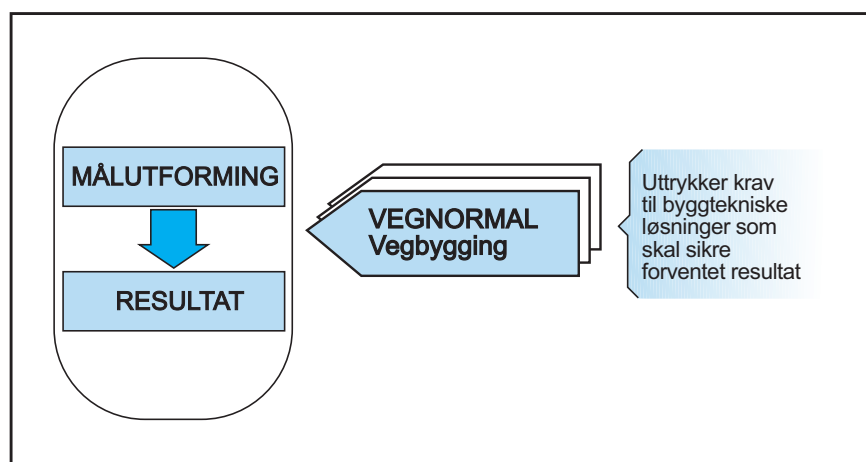 MÅLUTFORMING
RESULTAT
VEGNORMAL
Vegbygging
Uttrykker krav
til byggtekniske
løsninger som
skal sikre
forventet resultat